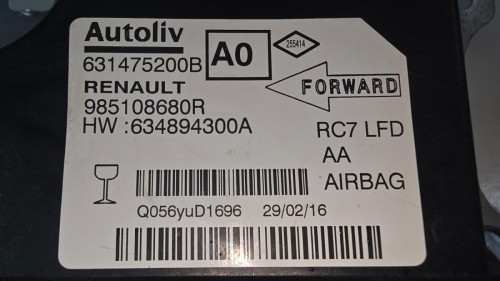 Autoliv
A0
255414
631475200B
RENAULT
FORWARD
985108680R
HW :634894300A
RC7 LFD
AA
AIRBAG
Q056yuD1696 29/02/16